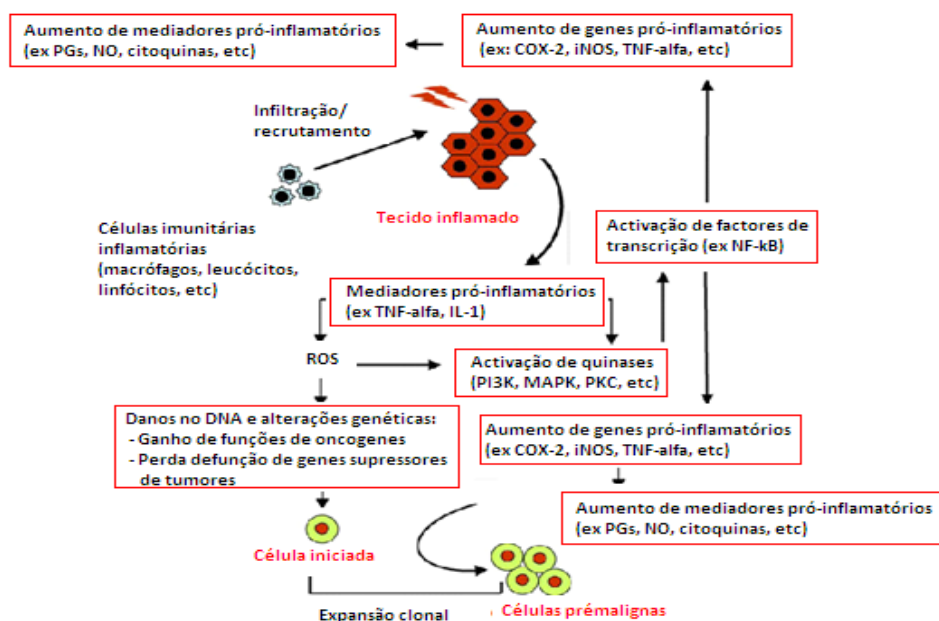 Aumento de mediadores pró-inflamatórios
(ex PGs, NO, citoquinas, etc)
Aumento de genes pró-inflamatórios
(ex: COX-2, iNOS, TNF-alfa, etc)
Infiltração/
recrutamento
Tecido inflamado
Células imunitárias
inflamatórias
(macrófagos, leucócitos,
linfócitos, etc)
Activação de factores de
transcrição (ex NF-kB)
Mediadores pró-inflamatórios
(ex TNF-alfa, IL-1)
ROS
Activação de quinases
(PI3K, MAPK, PKC, etc)
Danos no DNA e alterações genéticas:
- Ganho de funções de oncogenes
- Perda defunção de genes supressores
de tumores
Aumento de genes pró-inflamatórios
(ex COX-2, iNOS, TNF-alfa, etc)
Aumento de mediadores pró-inflamatórios
(ex PGs, NO, citoquinas, etc)
Célula iniciada
Células prémalignas
Expansão clonal